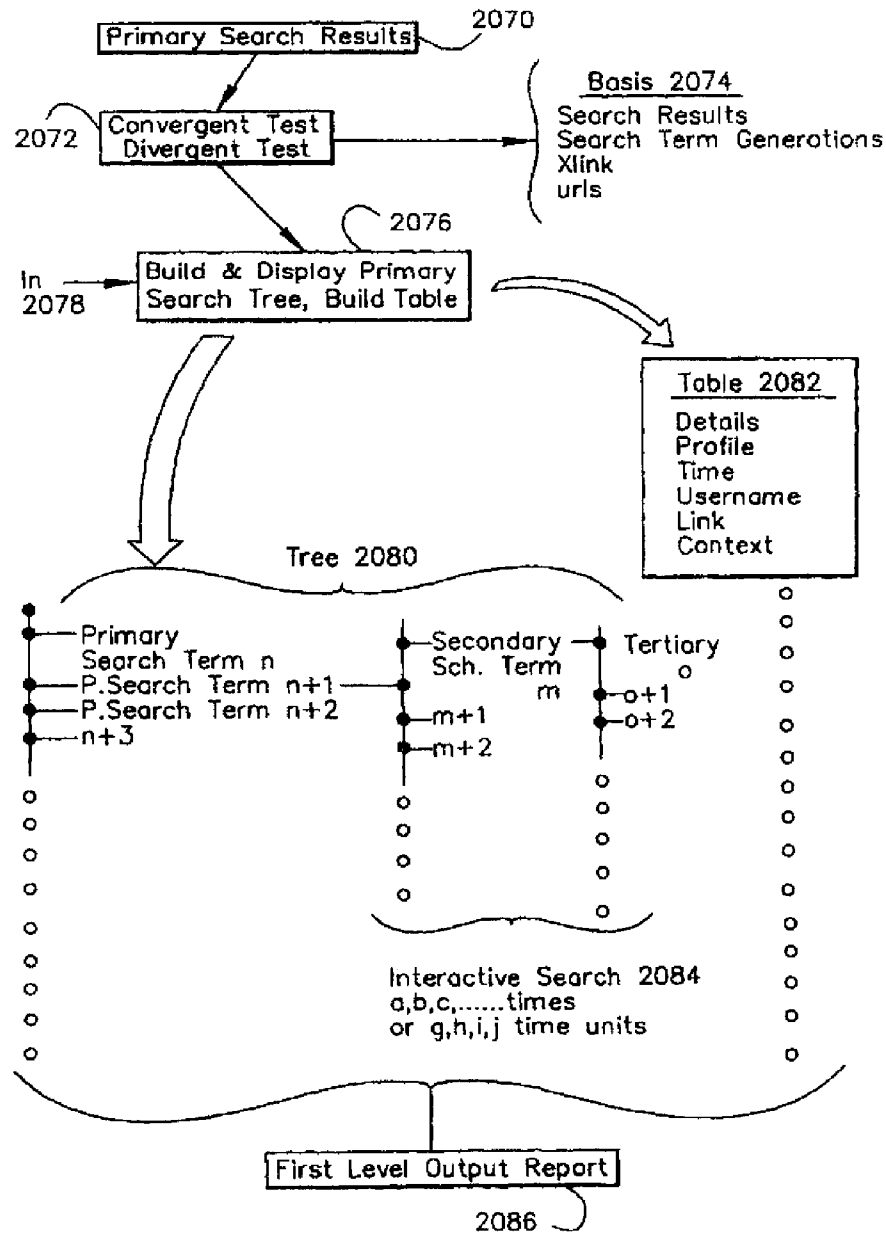 2070
Primary Search Results
Basis 2074
Search Results
Search Term Generations
Xlink
urls
2072
Convergent Test
Divergent Test
2076
In
2078
Build & Display Primary
Search Tree, Build Table
Table 2082
Details
Profile
Time
Username
Link
Context
Tree 2080
Primary
Search Term n
P.Search Term n+1
P.Search Term n+2
n+3
Secondary
Sch. Term
m
m+1
m+2
Tertiary
o
o+1
o+2
Interactive Search 2084
a,b,c,......times
or g,h,i,j time units
First Level Output Report
2086